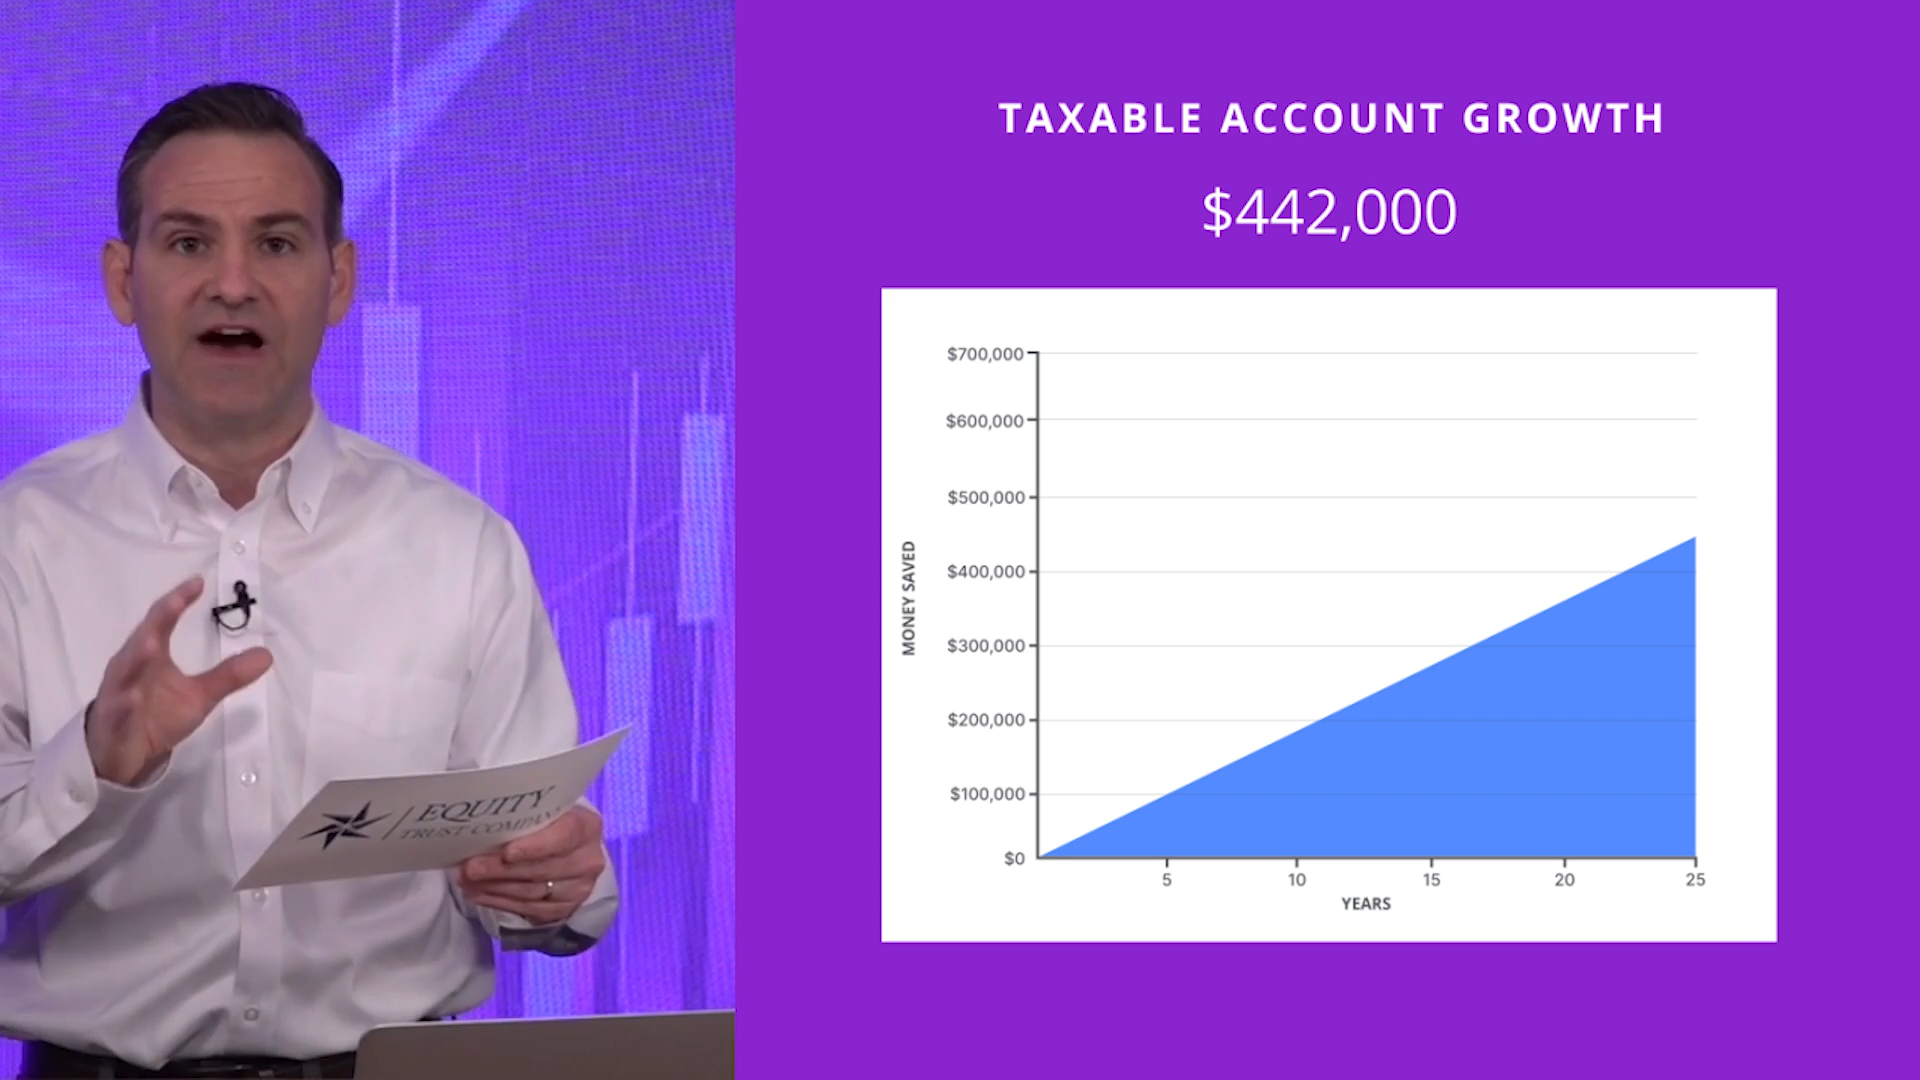 TAXABLE ACCOUNT GROWTH
$442,000
$700,000
$600,000
$500,000
$400,000
$300,000
$200,000
$100,000
$0
MONEY SAVED
5 10 15 20 25
YEARS
EQUITY
TRUST COMPANY